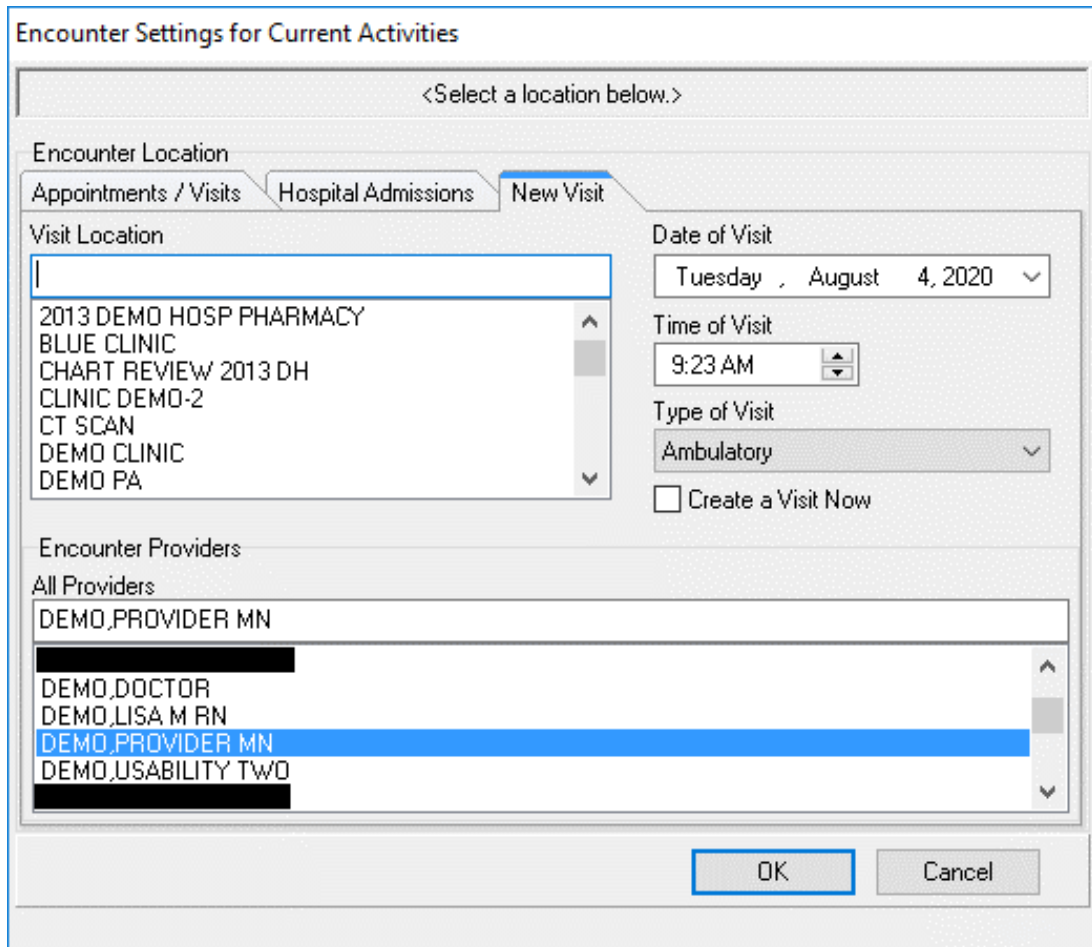 Encounter Settings for Current Activities
<Select a location below.>
Encounter Location
Appointments / Visits
Hospital Admissions
New Visit
Visit Location
2013 DEMO HOSP PHARMACY
BLUE CLINIC
CHART REVIEW 2013 DH
CLINIC DEMO-2
CT SCAN
DEMO CLINIC
DEMO PA
Date of Visit
Tuesday , August 4, 2020
Time of Visit
9:23 AM
Type of Visit
Ambulatory
Create a Visit Now
Encounter Providers
All Providers
DEMO,PROVIDER MN
DEMO,DOCTOR
DEMO,LISA M RN
DEMO,PROVIDER MN
DEMO,USABILITY TWO
OK
Cancel